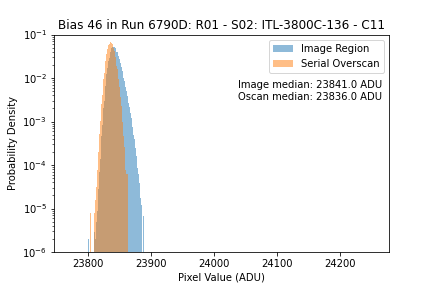 Bias 46 in Run 6790D: R01 - S02: ITL-3800C-136 - C11
Image Region
Serial Overscan
Image median: 23841.0 ADU
Oscan median: 23836.0 ADU
Probability Density
10⁻¹
10⁻²
10⁻³
10⁻⁴
10⁻⁵
10⁻⁶
23800 23900 24000 24100 24200
Pixel Value (ADU)